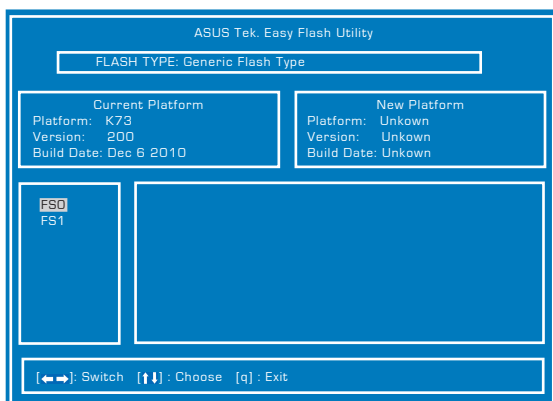 ASUS Tek. Easy Flash Utility
FLASH TYPE: Generic Flash Type
Current Platform
Platform: K73
Version: 200
Build Date: Dec 6 2010
New Platform
Platform: Unkown
Version: Unkown
Build Date: Unkown
FS0
FS1
[←→]: Switch [↑↓] : Choose [q] : Exit